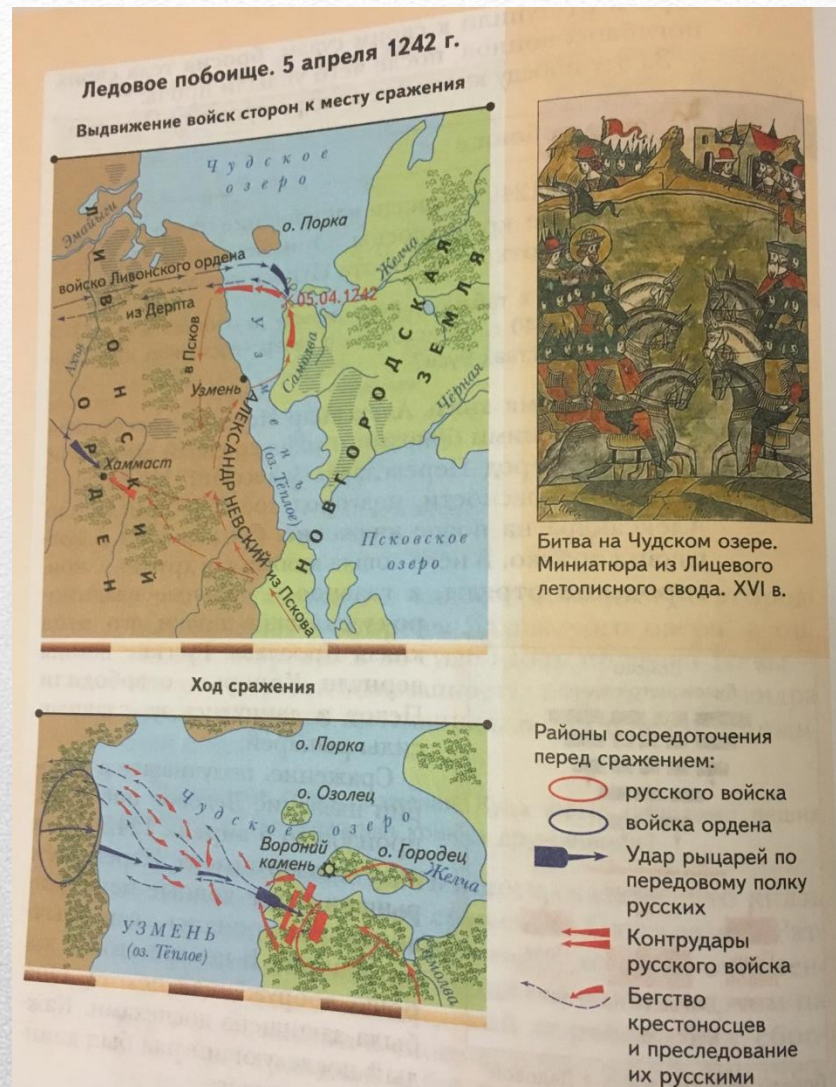 Ледовое побоище. 5 апреля 1242 г.
Выдвижение войск сторон к месту сражения
Чудское
озеро
о. Порка
Эмайыги
Желча
войско Ливонского ордена
из Дерпта
05.04.1242
в Псков
Узмень
Самолва
Ахья
Чёрная
ЛИВОНСКИЙ
ОРДЕН
НОВГОРОДСКАЯ
ЗЕМЛЯ
Узмень
(оз. Тёплое)
Хаммаст
АЛЕКСАНДР НЕВСКИЙ из Пскова
Псковское
озеро
Битва на Чудском озере.
Миниатюра из Лицевого
летописного свода. XVI в.
Ход сражения
о. Порка
о. Озолец
Чудское озеро
Вороний
камень
о. Городец
Желча
УЗМЕНЬ
(оз. Тёплое)
Самолва
Районы сосредоточения
перед сражением:
русского войска
войска ордена
Удар рыцарей по
передовому полку
русских
Контрудары
русского войска
Бегство
крестоносцев
и преследование
их русскими